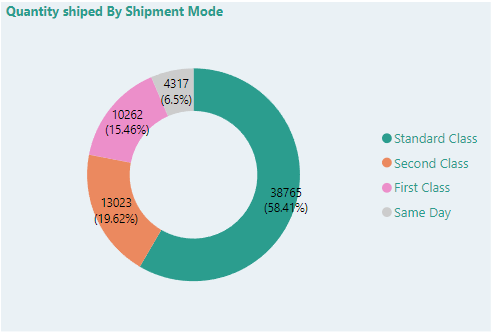 Quantity shiped By Shipment Mode
4317
(6.5%)
10262
(15.46%)
13023
(19.62%)
38765
(58.41%)
Standard Class
Second Class
First Class
Same Day